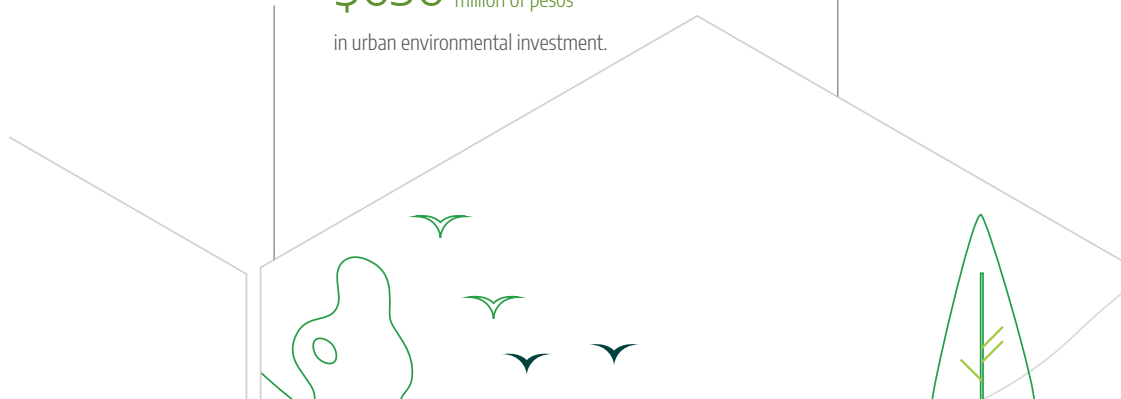 million of pesos
in urban environmental investment.